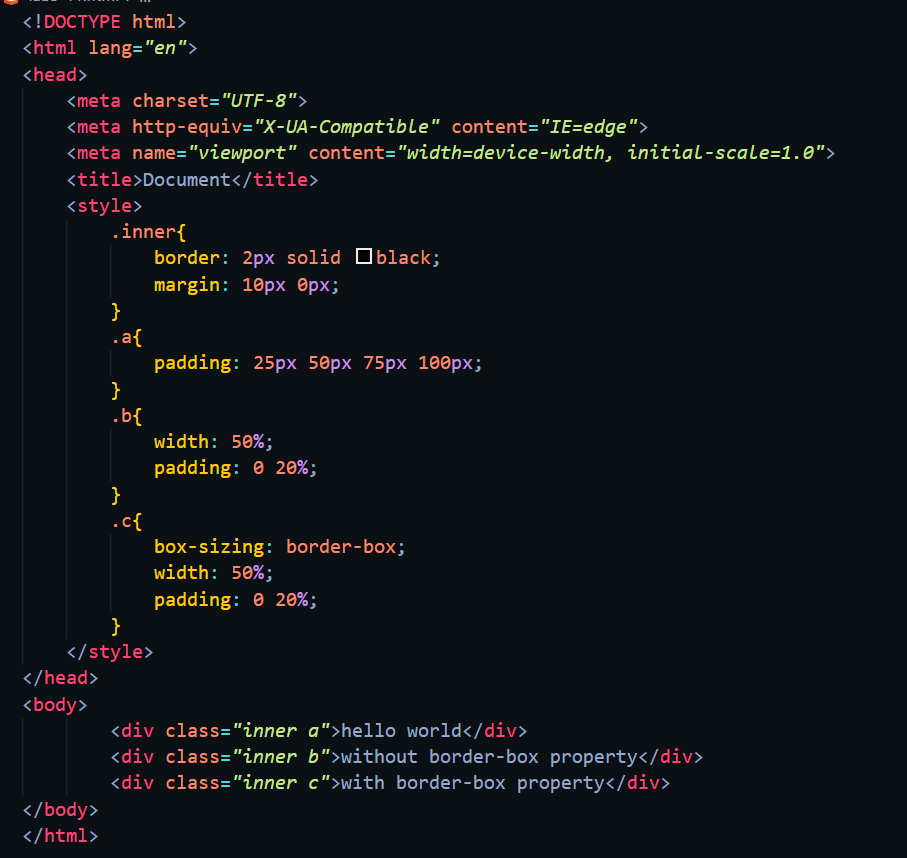 <!DOCTYPE html>
<html lang="en">
<head>
    <meta charset="UTF-8">
    <meta http-equiv="X-UA-Compatible" content="IE=edge">
    <meta name="viewport" content="width=device-width, initial-scale=1.0">
    <title>Document</title>
    <style>
        .inner{
            border: 2px solid black;
            margin: 10px 0px;
        }
        .a{
            padding: 25px 50px 75px 100px;
        }
        .b{
            width: 50%;
            padding: 0 20%;
        }
        .c{
            box-sizing: border-box;
            width: 50%;
            padding: 0 20%;
        }
    </style>
</head>
<body>
        <div class="inner a">hello world</div>
        <div class="inner b">without border-box property</div>
        <div class="inner c">with border-box property</div>
</body>
</html>